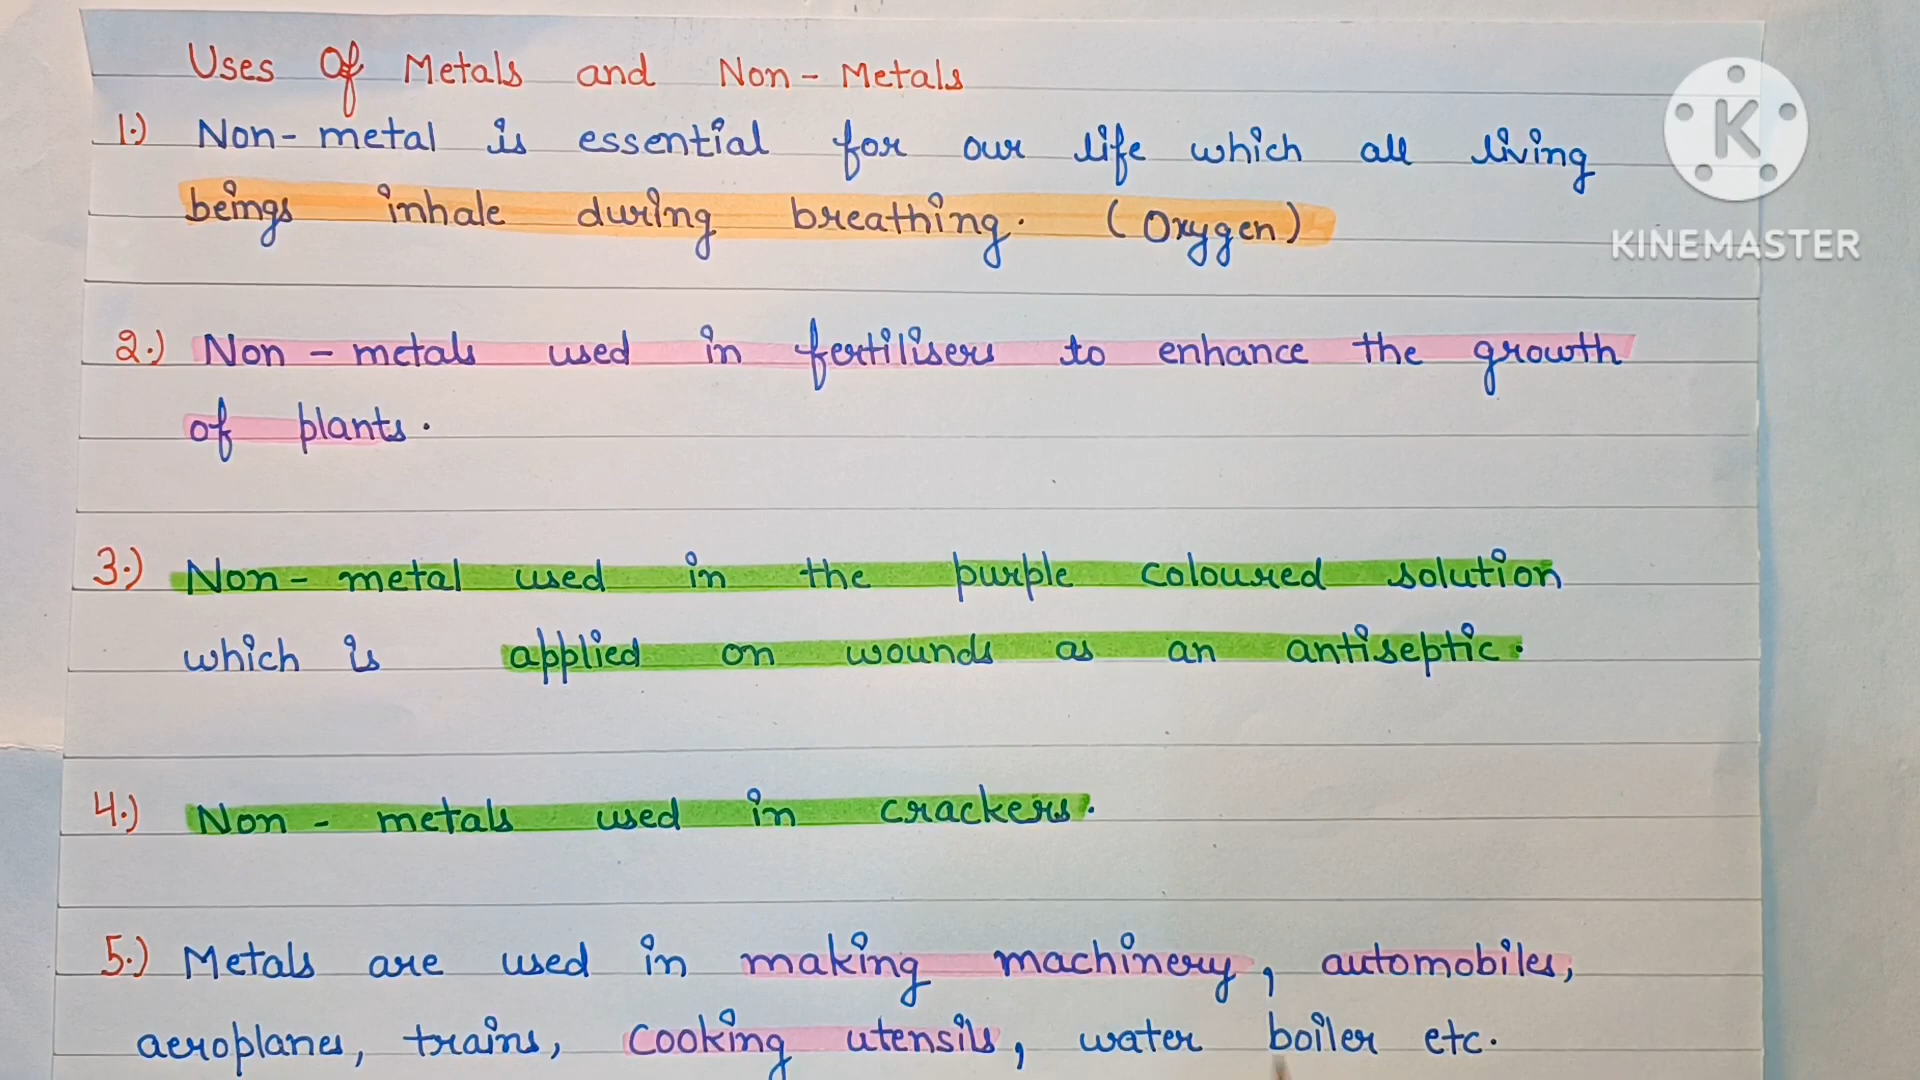 Uses Of Metals and Non-Metals
1.) Non-metal is essential for our life which all living
beings inhale during breathing. (Oxygen)
2.) Non-metals used in fertilisers to enhance the growth
of plants.
3.) Non-metal used in the purple coloured solution
which is applied on wounds as an antiseptic.
4.) Non-metals used in crackers.
5.) Metals are used in making machinery, automobiles,
aeroplanes, trains, cooking utensils, water boiler etc.
K
KINEMASTER